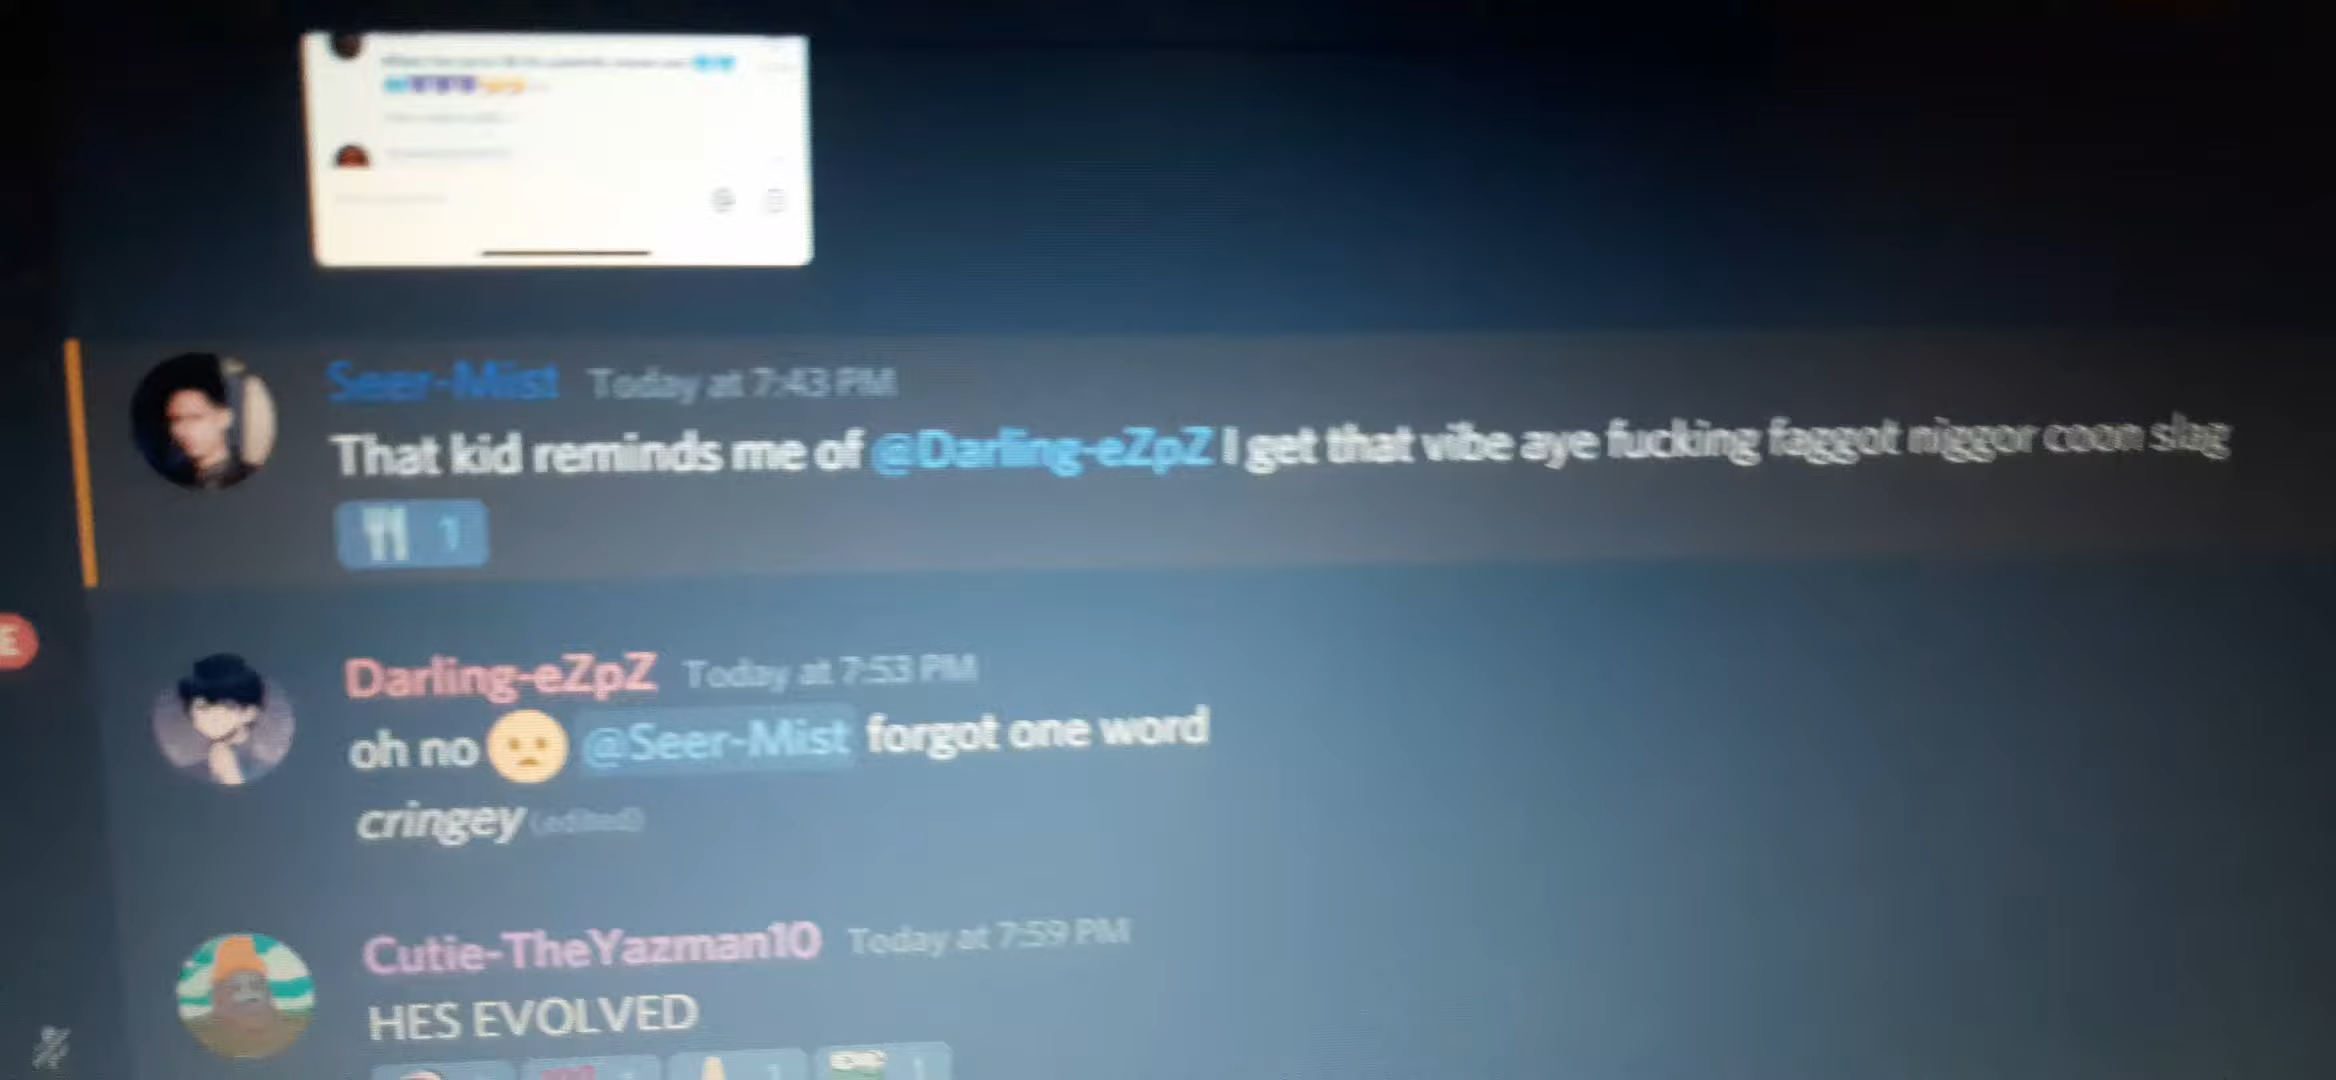 Seer-Mist Today at 7:43 PM
That kid reminds me of @Darling-eZpZ I get that vibe aye fucking faggot niggor coon slag
1
Darling-eZpZ Today at 7:53 PM
oh no @Seer-Mist forgot one word
cringey (edited)
Cutie-TheYazman10 Today at 7:59 PM
HES EVOLVED